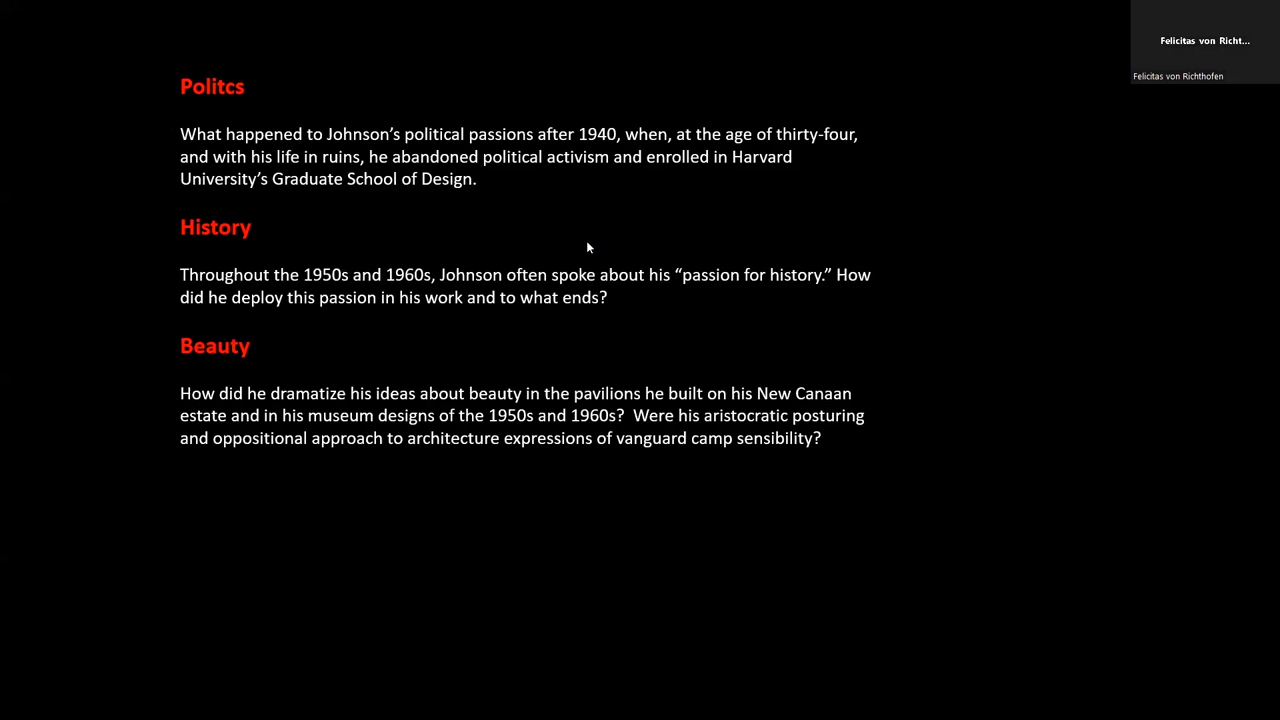 Felicitas von Richt...
Felicitas von Richthofen
Politcs
What happened to Johnson’s political passions after 1940, when, at the age of thirty-four,
and with his life in ruins, he abandoned political activism and enrolled in Harvard
University’s Graduate School of Design.
History
Throughout the 1950s and 1960s, Johnson often spoke about his “passion for history.” How
did he deploy this passion in his work and to what ends?
Beauty
How did he dramatize his ideas about beauty in the pavilions he built on his New Canaan
estate and in his museum designs of the 1950s and 1960s?  Were his aristocratic posturing
and oppositional approach to architecture expressions of vanguard camp sensibility?